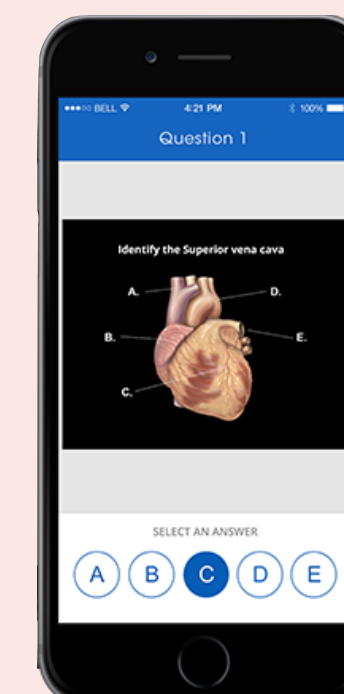 BELL 4:21 PM 100%
Question 1
Identify the Superior vena cava
A. D.
B. E.
C.
SELECT AN ANSWER
A B C D E